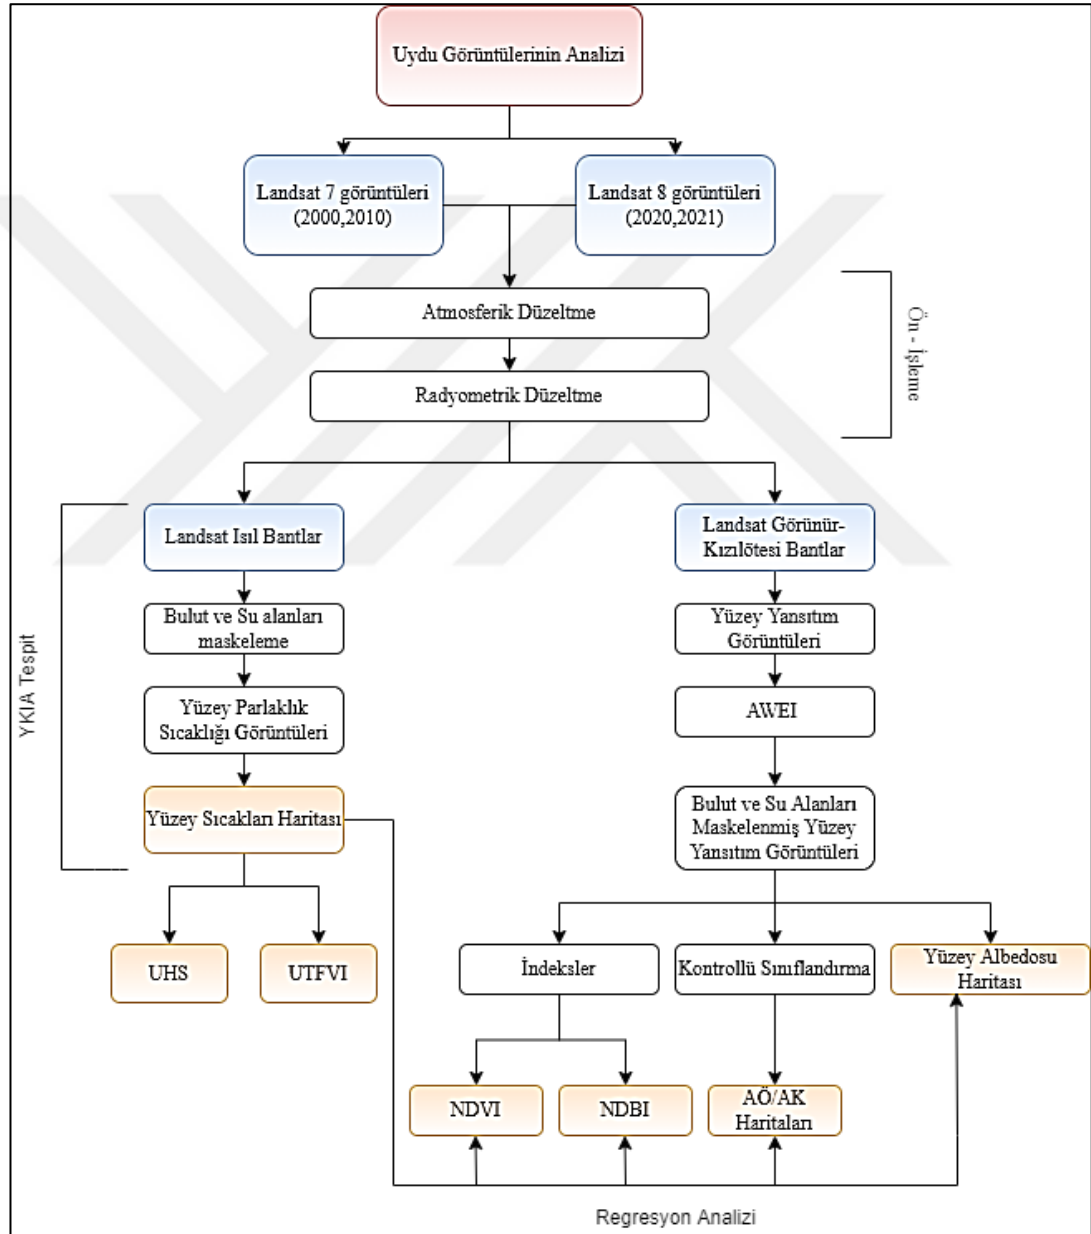 Uydu Görüntülerinin Analizi
Landsat 7 görüntüleri
(2000,2010)
Landsat 8 görüntüleri
(2020,2021)
Atmosferik Düzeltme
Radyometrik Düzeltme
Ön - İşleme
Landsat Isıl Bantlar
Landsat Görünür-
Kızılötesi Bantlar
Bulut ve Su alanları
maskeleme
Yüzey Yansıtım
Görüntüleri
YKIA Tespit
Yüzey Parlaklık
Sıcaklığı Görüntüleri
AWEI
Yüzey Sıcakları Haritası
Bulut ve Su Alanları
Maskelenmiş Yüzey
Yansıtım Görüntüleri
UHS
UTFVI
İndeksler
Kontrollü Sınıflandırma
Yüzey Albedosu
Haritası
NDVI
NDBI
AÖ/AK
Haritaları
Regresyon Analizi